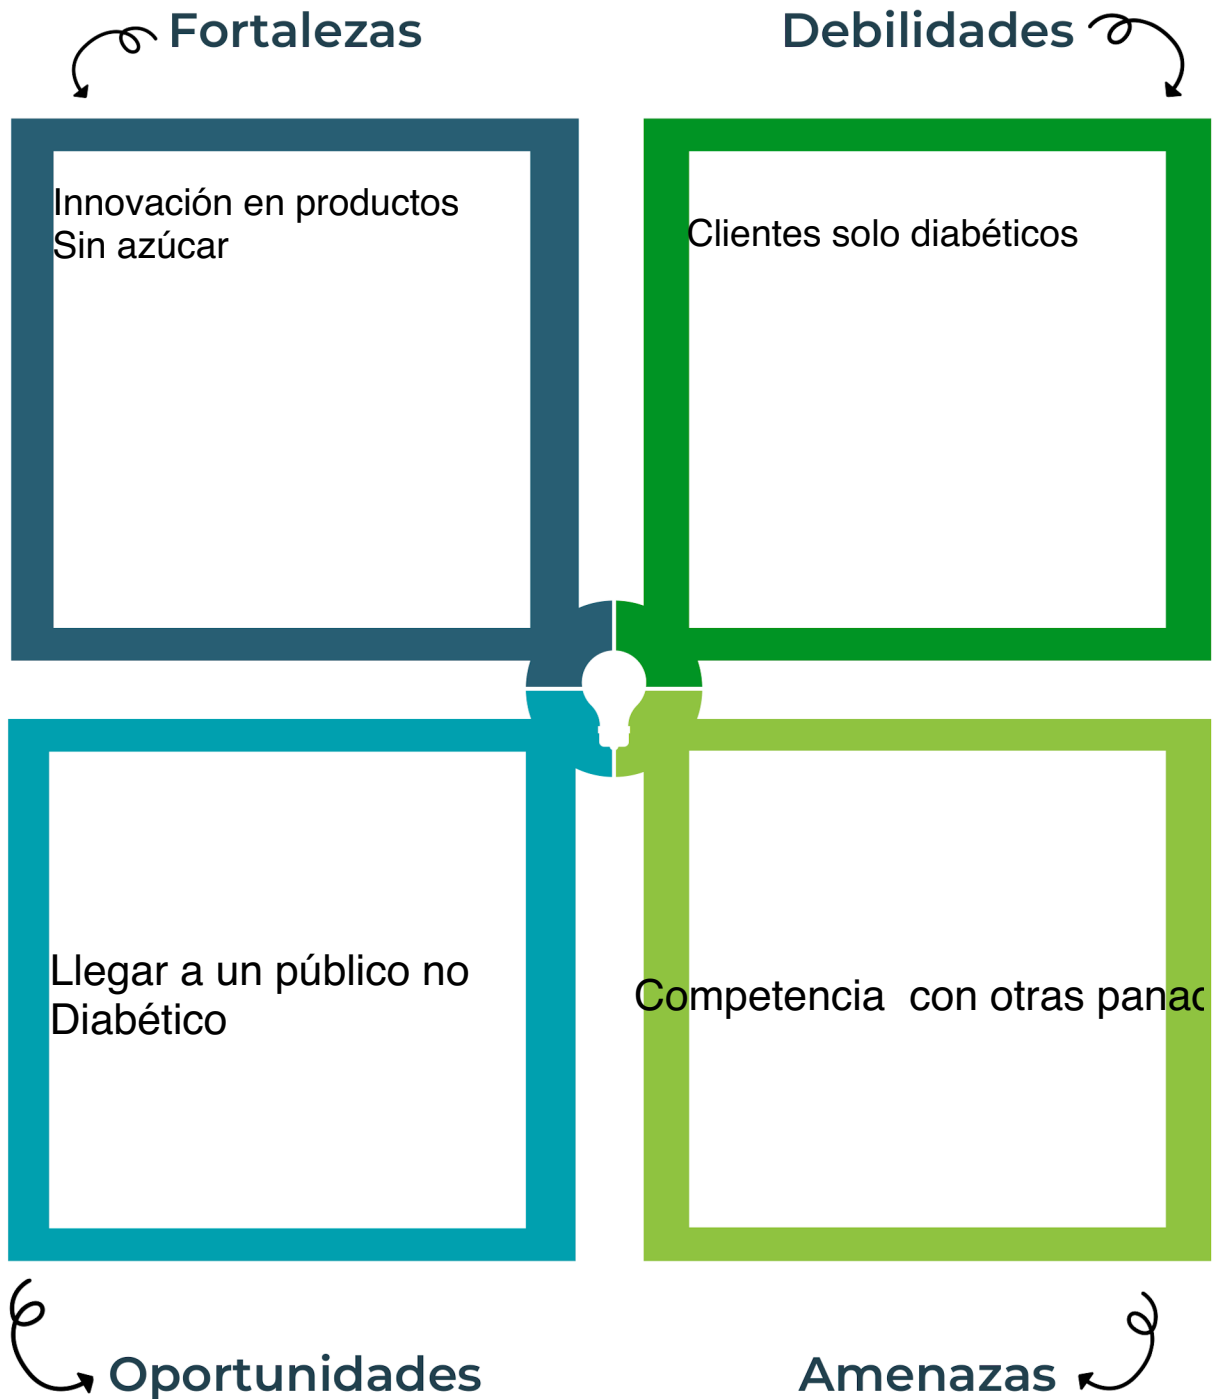 Fortalezas
Debilidades
Innovación en productos
Sin azúcar
Clientes solo diabéticos
Llegar a un público no
Diabético
Competencia  con otras
Oportunidades
Amenazas